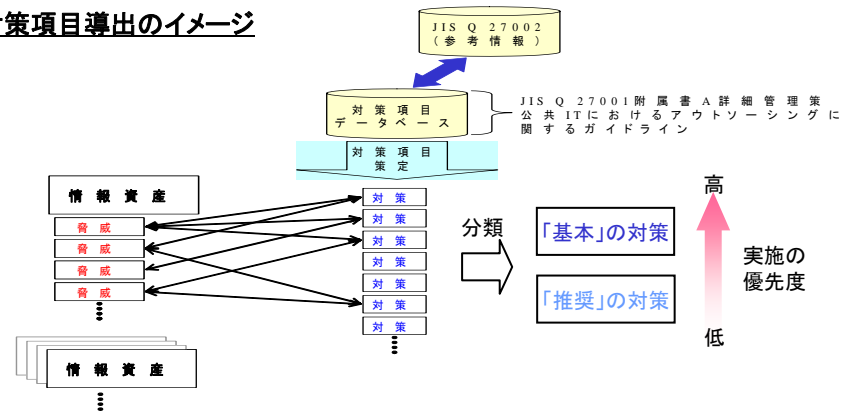 策項目導出のイメージ
JIS Q 27002
(参考情報)
対策項目
データベース
JIS Q 27001附属書A詳細管理策
公共ITにおけるアウトソーシングに
関するガイドライン
対策項目
策定
情報資産
脅威
脅威
脅威
脅威
対策
対策
対策
対策
対策
対策
対策
分類
「基本」の対策
「推奨」の対策
高
実施の
優先度
低
情報資産